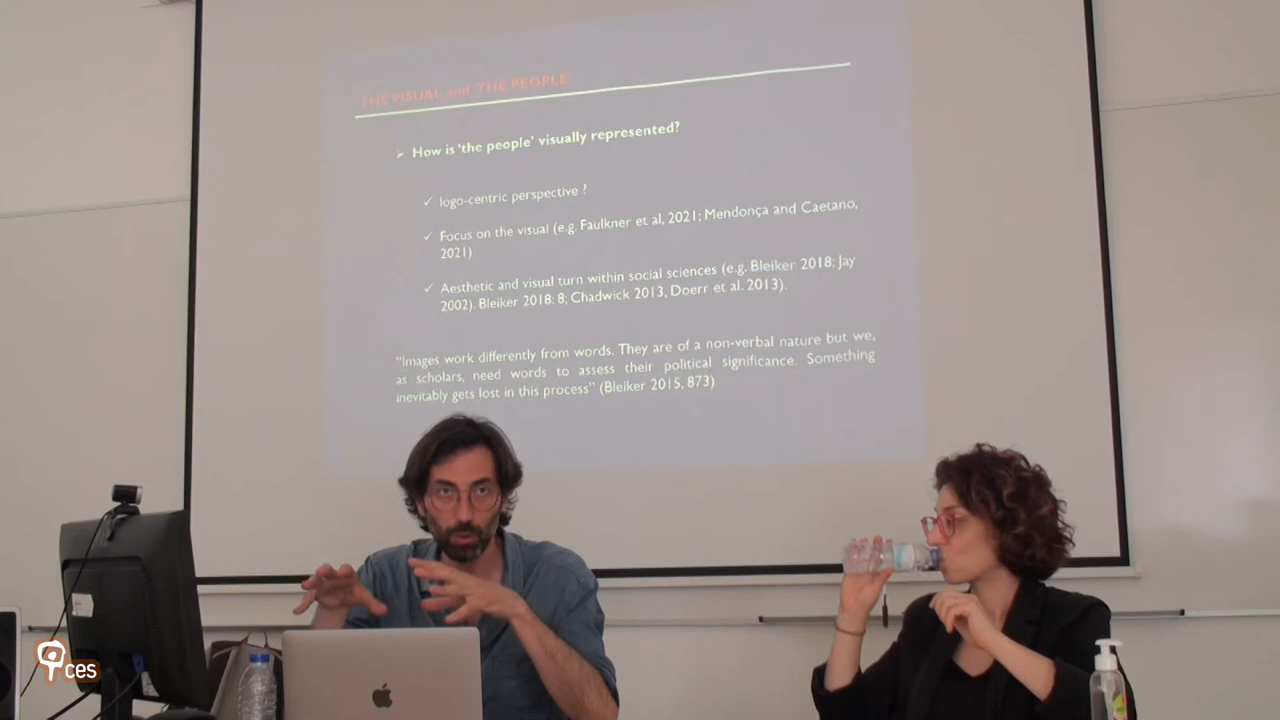 THE VISUAL and 'THE PEOPLE'
How is 'the people' visually represented?
logo-centric perspective ?
Focus on the visual (e.g. Faulkner et al, 2021; Mendonça and Caetano,
2021)
Aesthetic and visual turn within social sciences (e.g. Bleiker 2018; Jay
2002). Bleiker 2018: 8; Chadwick 2013, Doerr et al. 2013).
"Images work differently from words. They are of a non-verbal nature but we,
as scholars, need words to assess their political significance. Something
inevitably gets lost in this process" (Bleiker 2015, 873)
ces